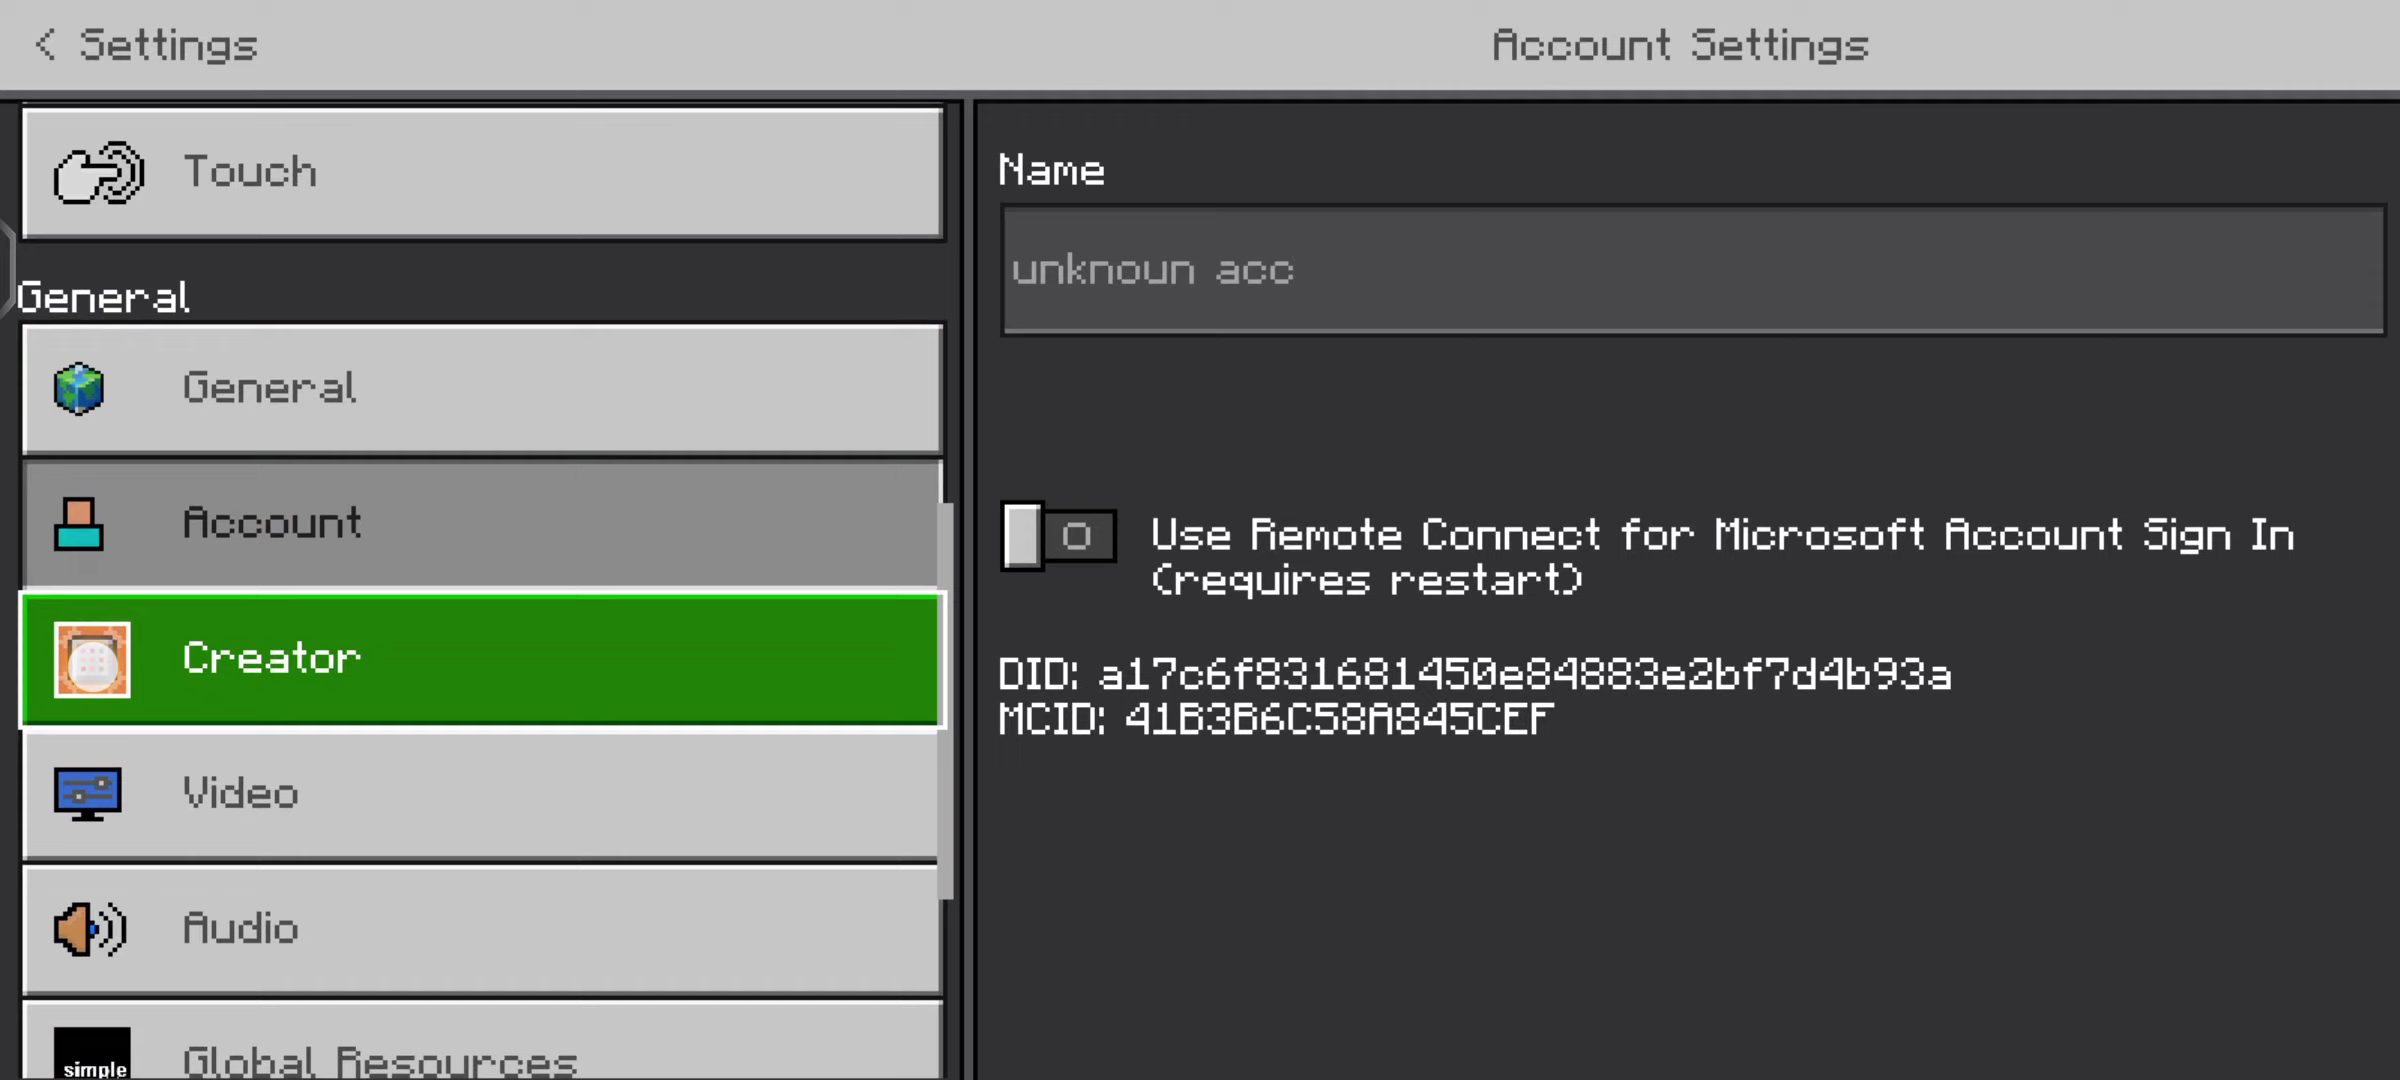 Settings
Account Settings
Touch
General
General
Account
Creator
Video
Audio
simple
Global Resources
Name
unknoun acc
O
Use Remote Connect for Microsoft Account Sign In
(requires restart)
DID: a17c6f831681450e84883e2bf7d4b93a
MCID: 41B3B6C58A845CEF